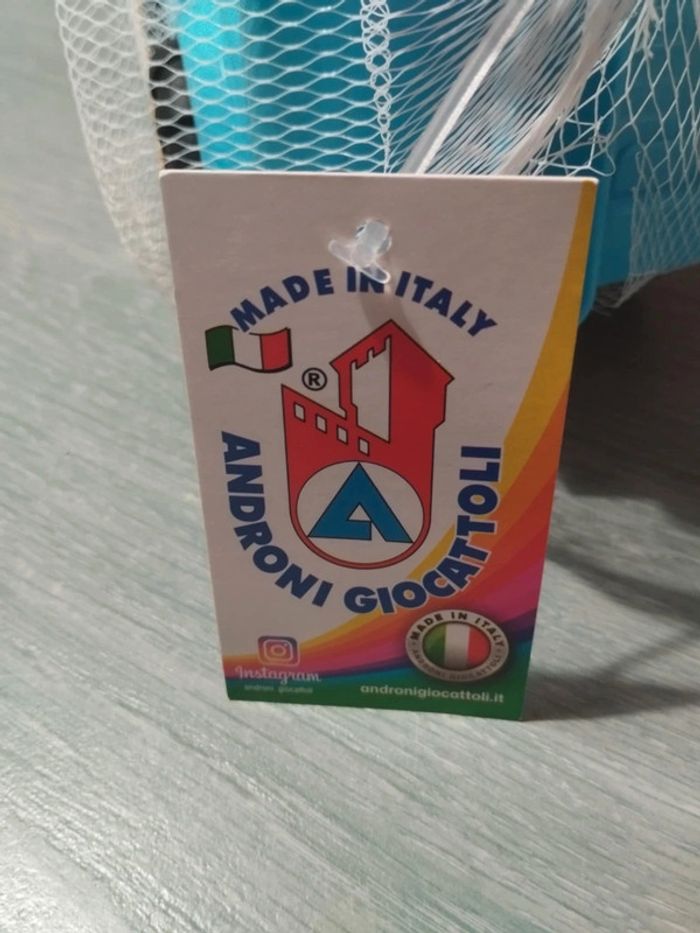 MADE IN ITALY
®
ANDRONI GIOCATTOLI
MADE IN ITALY
ANDRONI GIOCATTOLI
Instagram
androni_giocattoli
andronigiocattoli.it